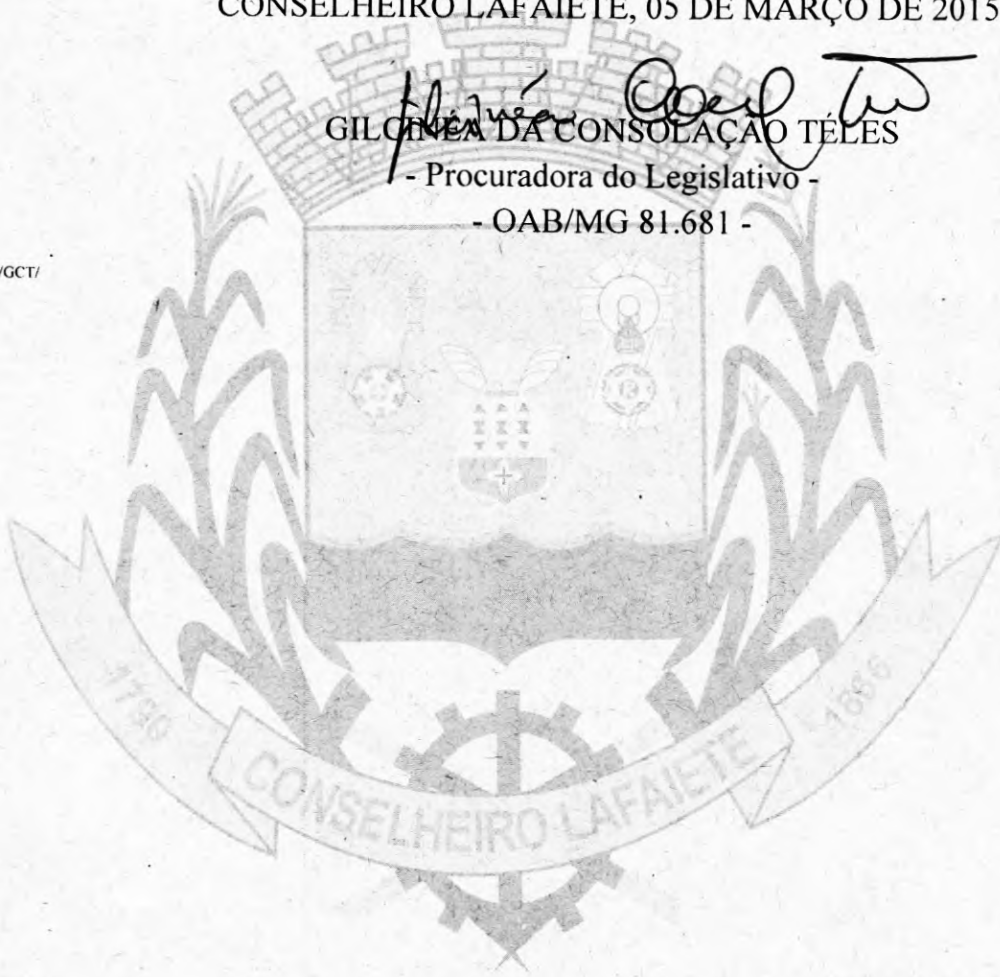 CONSELHEIRO LAFAIETE, 05 DE MARÇO DE 2015
GILCINÉA DA CONSOLAÇÃO TÉLES
- Procuradora do Legislativo -
- OAB/MG 81.681 -
/GCT/
1790
CONSELHEIRO LAFAIETE
1866